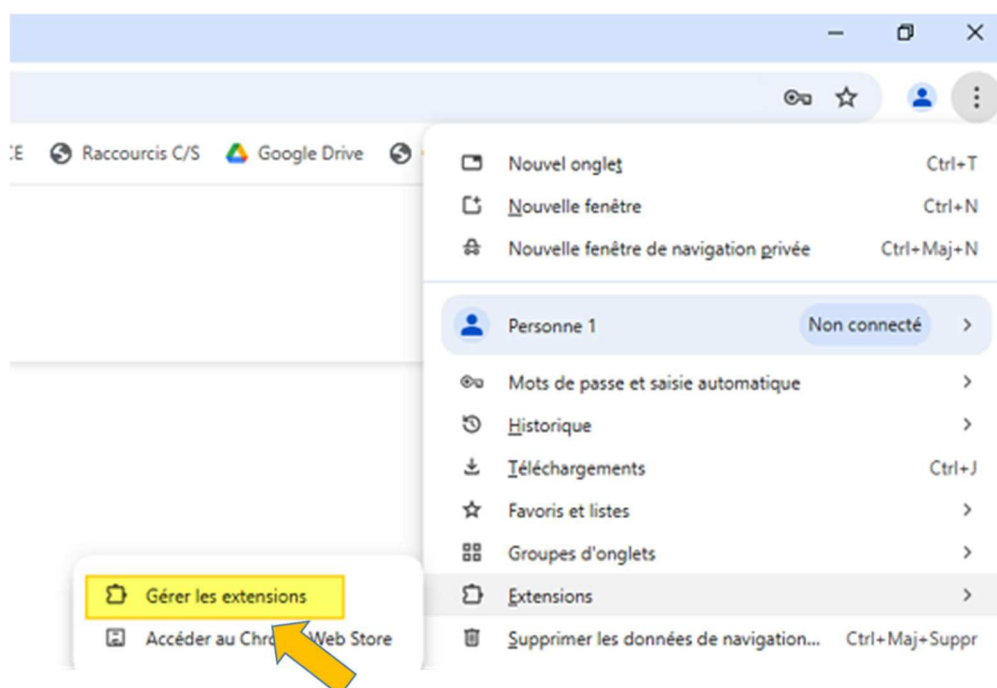 E Raccourcis C/S Google Drive
Nouvel onglet Ctrl+T
Nouvelle fenêtre Ctrl+N
Nouvelle fenêtre de navigation privée Ctrl+Maj+N
Personne 1 Non connecté
Mots de passe et saisie automatique
Historique
Téléchargements Ctrl+J
Favoris et listes
Groupes d'onglets
Gérer les extensions
Extensions
Accéder au Web Store
Supprimer les données de navigation... Ctrl+Maj+Suppr